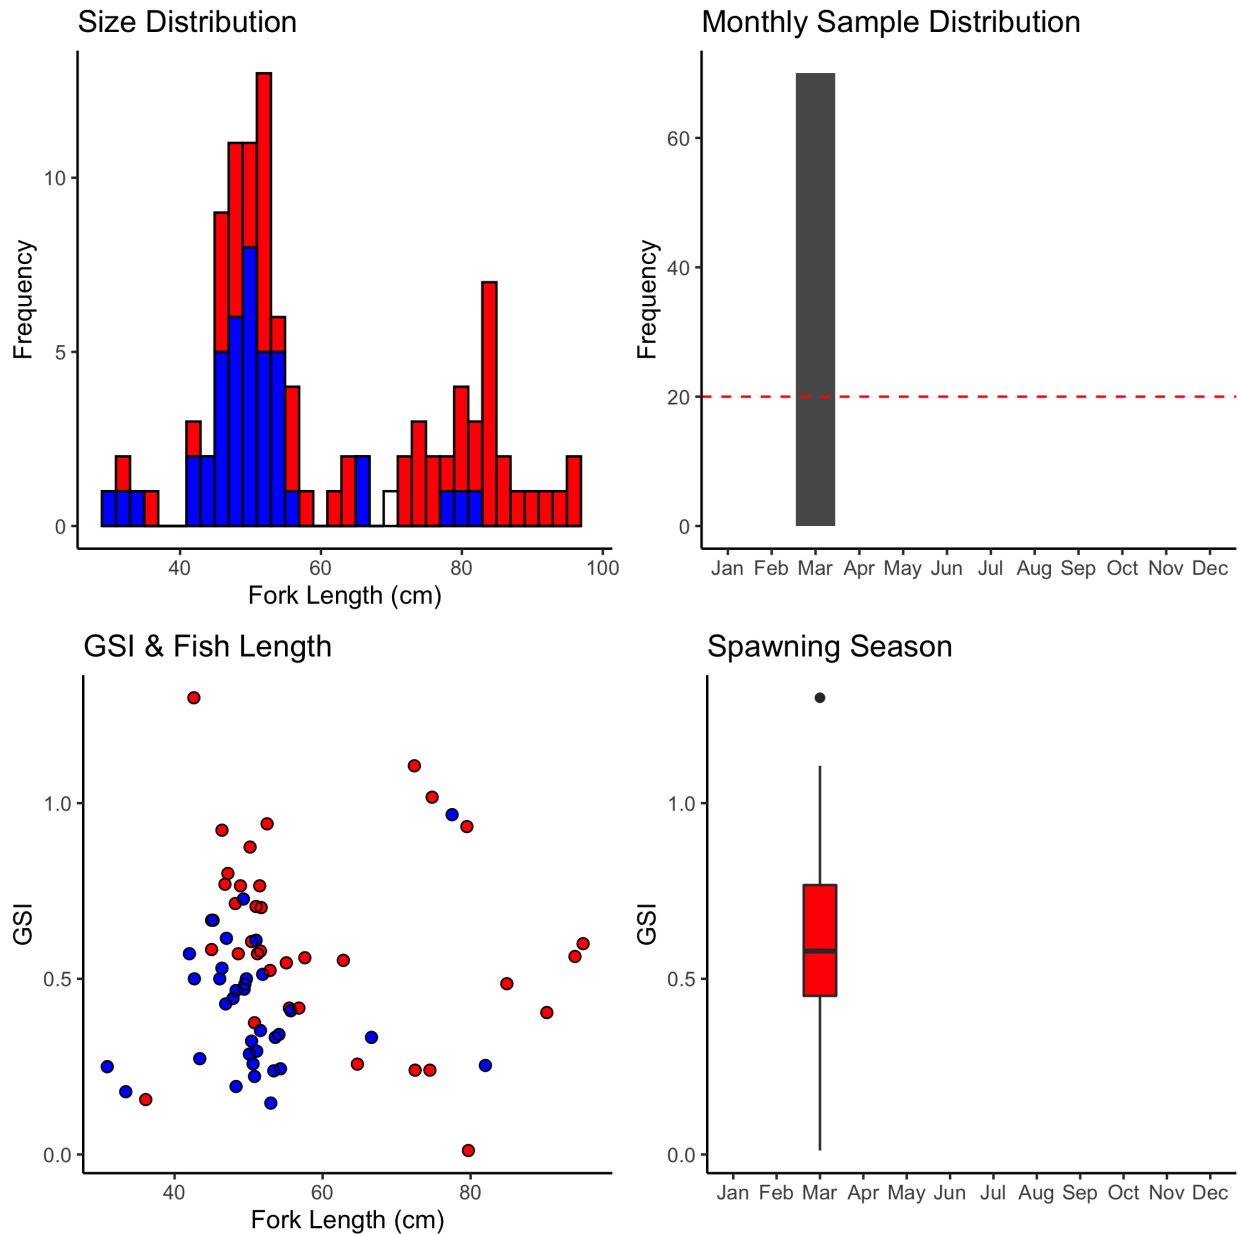 Size Distribution
Frequency
10
5
0
40 60 80 100
Fork Length (cm)
Monthly Sample Distribution
Frequency
60
40
20
0
Jan Feb Mar Apr May Jun Jul Aug Sep Oct Nov Dec
GSI & Fish Length
GSI
1.0
0.5
0.0
40 60 80
Fork Length (cm)
Spawning Season
GSI
1.0
0.5
0.0
Jan Feb Mar Apr May Jun Jul Aug Sep Oct Nov Dec